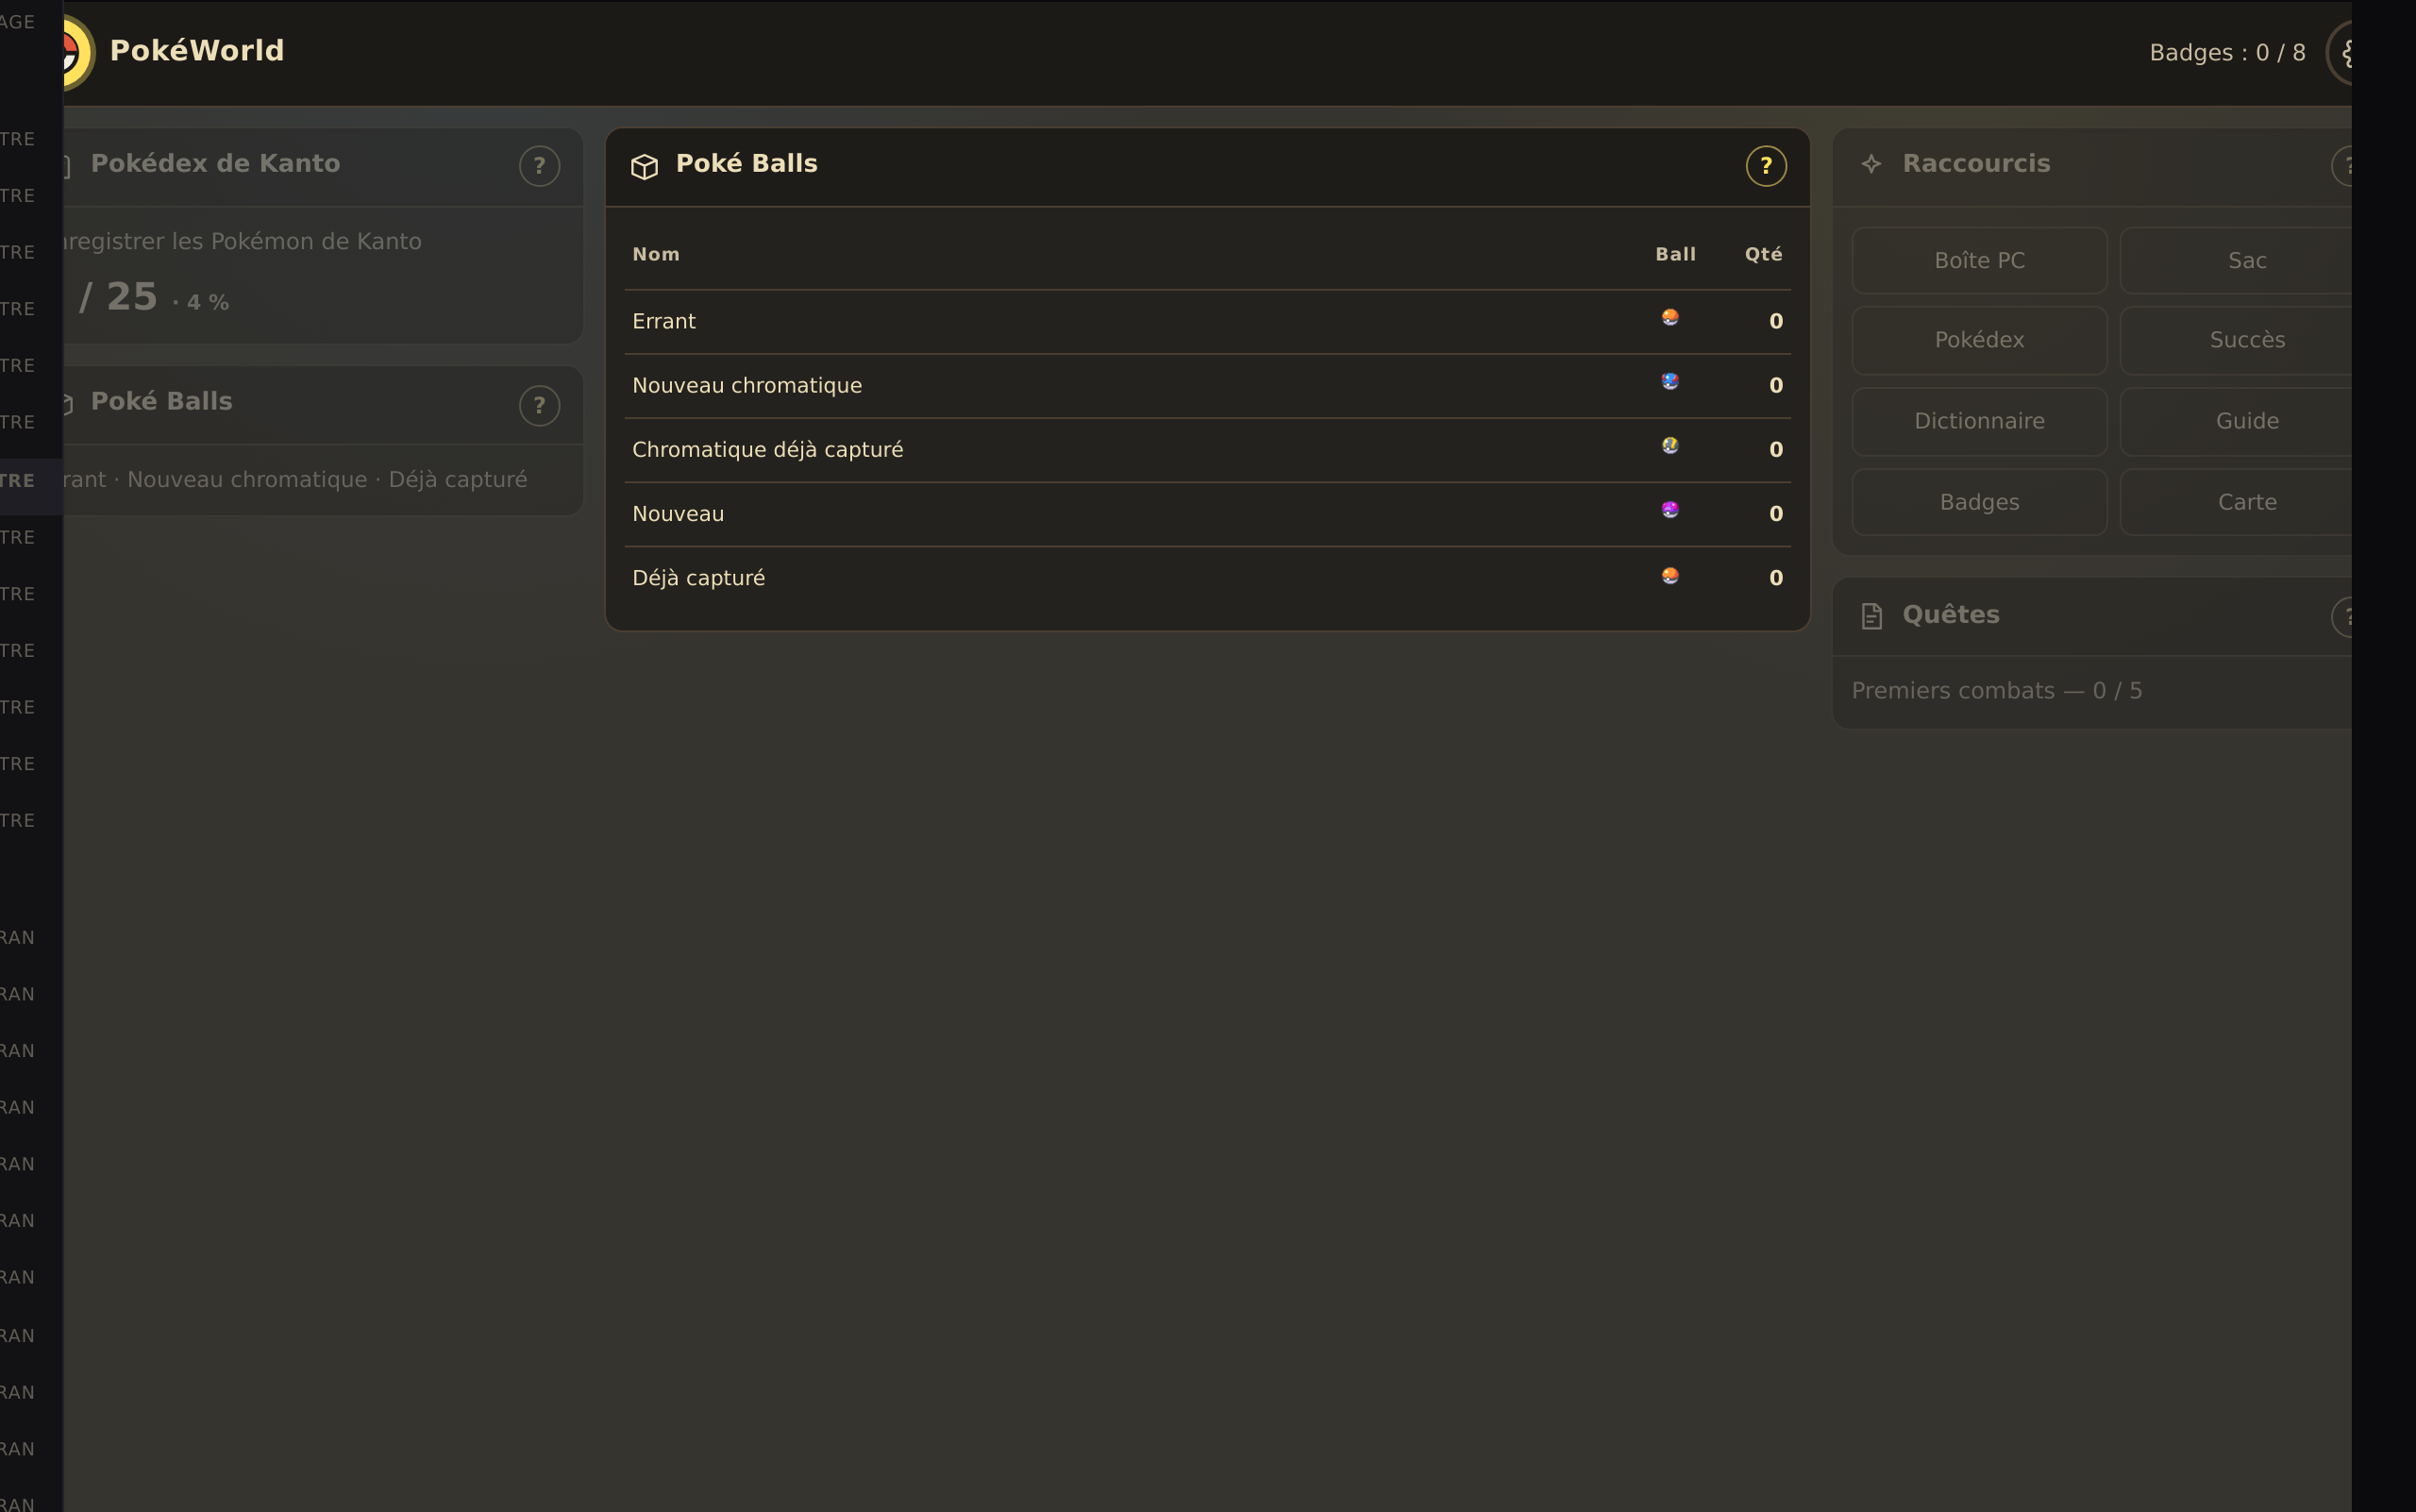 AGE
TRE
TRE
TRE
TRE
TRE
TRE
TRE
TRE
TRE
TRE
TRE
TRE
TRE
RAN
RAN
RAN
RAN
RAN
RAN
RAN
RAN
RAN
RAN
RAN
PokéWorld
Badges : 0 / 8
Pokédex de Kanto
?
nregistrer les Pokémon de Kanto
/ 25 · 4 %
Poké Balls
?
rant · Nouveau chromatique · Déjà capturé
Poké Balls
?
Nom Ball Qté
Errant 0
Nouveau chromatique 0
Chromatique déjà capturé 0
Nouveau 0
Déjà capturé 0
Raccourcis
?
Boîte PC Sac
Pokédex Succès
Dictionnaire Guide
Badges Carte
Quêtes
?
Premiers combats — 0 / 5